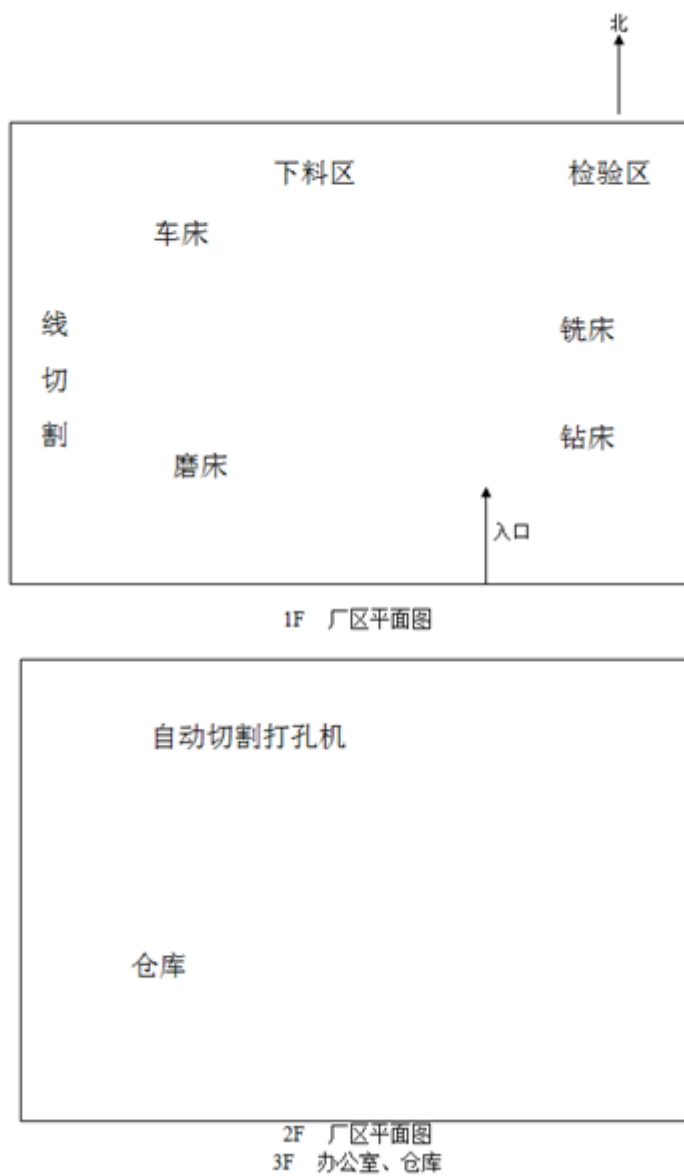 北
下料区
检验区
车床
线切割
铣床
钻床
磨床
入口
1F 厂区平面图
自动切割打孔机
仓库
2F 厂区平面图
3F 办公室、仓库